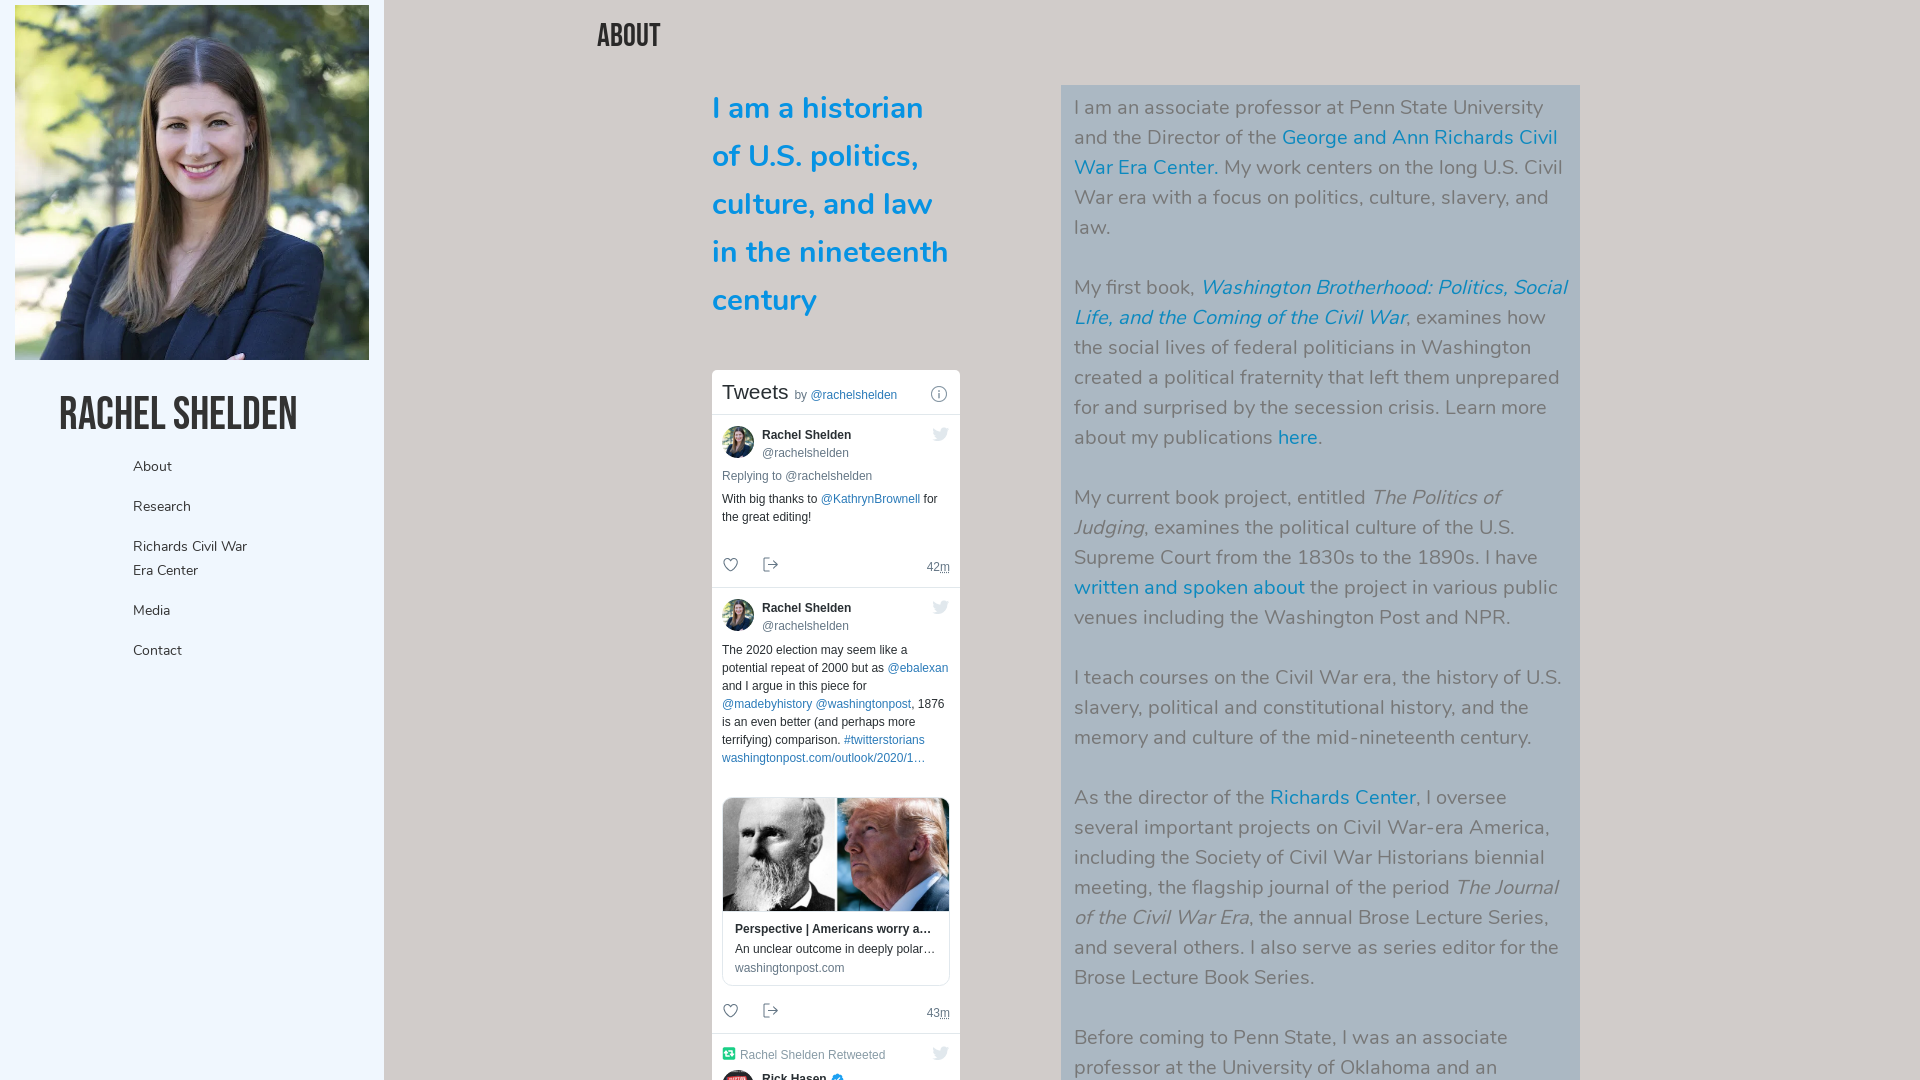 RACHEL SHELDEN
About
Research
Richards Civil War
Era Center
Media
Contact
ABOUT
I am a historian
of U.S. politics,
culture, and law
in the nineteenth
century
Tweets by @rachelshelden
Rachel Shelden
@rachelshelden
Replying to @rachelshelden
With big thanks to @KathrynBrownell for
the great editing!
42m
Rachel Shelden
@rachelshelden
The 2020 election may seem like a
potential repeat of 2000 but as @ebalexan
and I argue in this piece for
@madebyhistory @washingtonpost, 1876
is an even better (and perhaps more
terrifying) comparison. #twitterstorians
washingtonpost.com/outlook/2020/1…
Perspective | Americans worry a…
An unclear outcome in deeply polar…
washingtonpost.com
43m
Rachel Shelden Retweeted
Rick Hasen
I am an associate professor at Penn State University
and the Director of the George and Ann Richards Civil
War Era Center. My work centers on the long U.S. Civil
War era with a focus on politics, culture, slavery, and
law.
My first book, Washington Brotherhood: Politics, Social
Life, and the Coming of the Civil War, examines how
the social lives of federal politicians in Washington
created a political fraternity that left them unprepared
for and surprised by the secession crisis. Learn more
about my publications here.
My current book project, entitled The Politics of
Judging, examines the political culture of the U.S.
Supreme Court from the 1830s to the 1890s. I have
written and spoken about the project in various public
venues including the Washington Post and NPR.
I teach courses on the Civil War era, the history of U.S.
slavery, political and constitutional history, and the
memory and culture of the mid-nineteenth century.
As the director of the Richards Center, I oversee
several important projects on Civil War-era America,
including the Society of Civil War Historians biennial
meeting, the flagship journal of the period The Journal
of the Civil War Era, the annual Brose Lecture Series,
and several others. I also serve as series editor for the
Brose Lecture Book Series.
Before coming to Penn State, I was an associate
professor at the University of Oklahoma and an